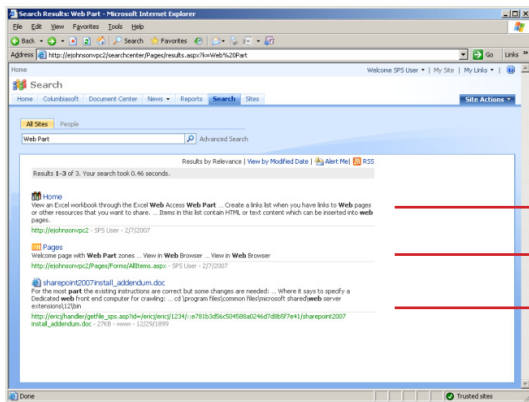 Search Results: Web Part - Microsoft Internet Explorer
File Edit View Favorites Tools Help
Back Search Favorites
Address http://ejohnsonvpc2/searchcenter/Pages/results.aspx?k=Web%20Part Go Links
Home Welcome SPS User | My Site | My Links
Search
Home Columbiasoft Document Center News Reports Search Sites Site Actions
All Sites People
Web Part Advanced Search
Results by Relevance | View by Modified Date | Alert Me | RSS
Results 1-3 of 3. Your search took 0.46 seconds.
Home
View an Excel workbook through the Excel Web Access Web Part ... Create a links list when you have links to Web pages
or other resources that you want to share. ... Items in this list contain HTML or text content which can be inserted into web
pages.
http://ejohnsonvpc2 - SPS User - 2/7/2007
Pages
Welcome page with Web Part zones ... View in Web Browser ... View in Web Browser
http://ejohnsonvpc2/Pages/Forms/AllItems.aspx - SPS User - 2/7/2007
sharepoint2007install_addendum.doc
For the most part the existing instructions are correct but some changes are needed: ... Where it says to specify a
Dedicated web front end computer for crawling: ... cd \program files\common files\microsoft shared\web server
extensions\12\bin
install_addendum.doc - 27KB - www - 12/29/1899
Done Trusted sites